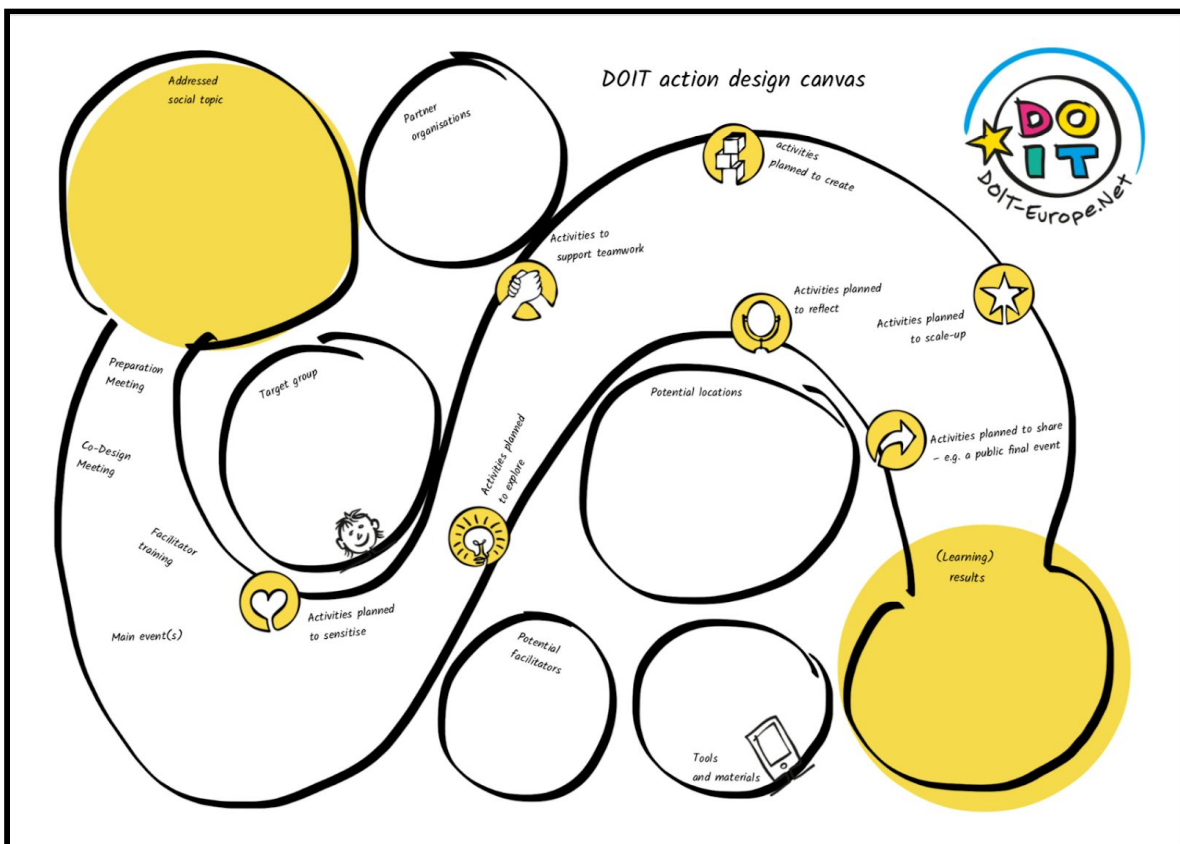 DOIT action design canvas
DO
IT
DOIT-Europe.Net
Addressed
social topic
Partner
organisations
activities
planned to create
Activities to
support teamwork
Activities planned
to reflect
Activities planned
to scale-up
Preparation
Meeting
Target group
Potential locations
Co-Design
Meeting
Activities planned
to explore
Activities planned to share
– e.g. a public final event
Facilitator
training
(Learning)
results
Activities planned
to sensitise
Main event(s)
Potential
facilitators
Tools
and materials